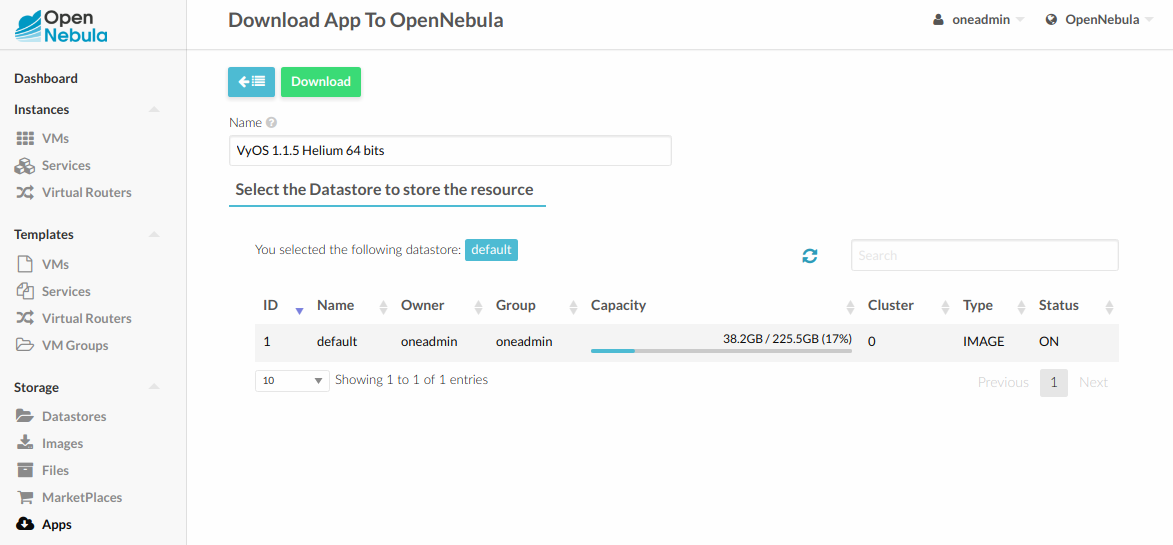 Open
Nebula
Download App To OpenNebula
oneadmin
OpenNebula
Dashboard
Instances
VMs
Services
Virtual Routers
Templates
VMs
Services
Virtual Routers
VM Groups
Storage
Datastores
Images
Files
MarketPlaces
Apps
Download
Name
VyOS 1.1.5 Helium 64 bits
Select the Datastore to store the resource
You selected the following datastore: default
Search
ID Name Owner Group Capacity Cluster Type Status
1 default oneadmin oneadmin 38.2GB / 225.5GB (17%) 0 IMAGE ON
10 Showing 1 to 1 of 1 entries
Previous 1 Next